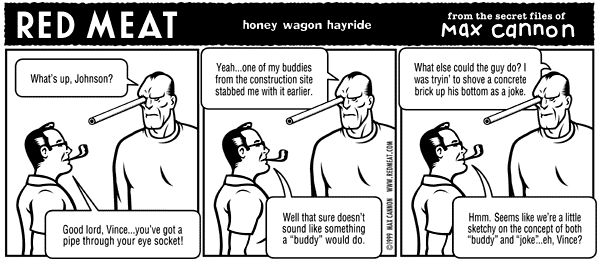 RED MEAT
honey wagon hayride
from the secret files of
Max cannon
What's up, Johnson?
Good lord, Vince...you've got a
pipe through your eye socket!
Yeah...one of my buddies
from the construction site
stabbed me with it earlier.
Well that sure doesn't
sound like something
a "buddy" would do.
©1999 MAX CANNON WWW.REDMEAT.COM
What else could the guy do? I
was tryin' to shove a concrete
brick up his bottom as a joke.
Hmm. Seems like we're a little
sketchy on the concept of both
"buddy" and "joke"...eh, Vince?